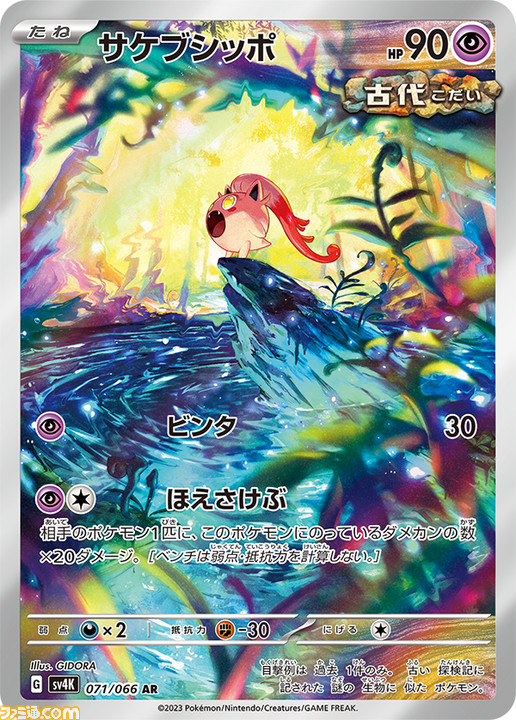 たね サケブシッポ HP90
古代 こだい
ビンタ 30
ほえさけぶ
相手のポケモン1匹に、このポケモンにのっているダメカンの数
×20ダメージ。[ベンチは弱点・抵抗力を計算しない。]
弱点 ×2 抵抗力 -30 にげる
Illus. GIDORA
G sv4K 071/066 AR
目撃例は 過去 1件のみ。 古い 探検記に
記された 謎の 生物に 似た ポケモン。
©2023 Pokémon/Nintendo/Creatures/GAME FREAK.
ファミ通.com